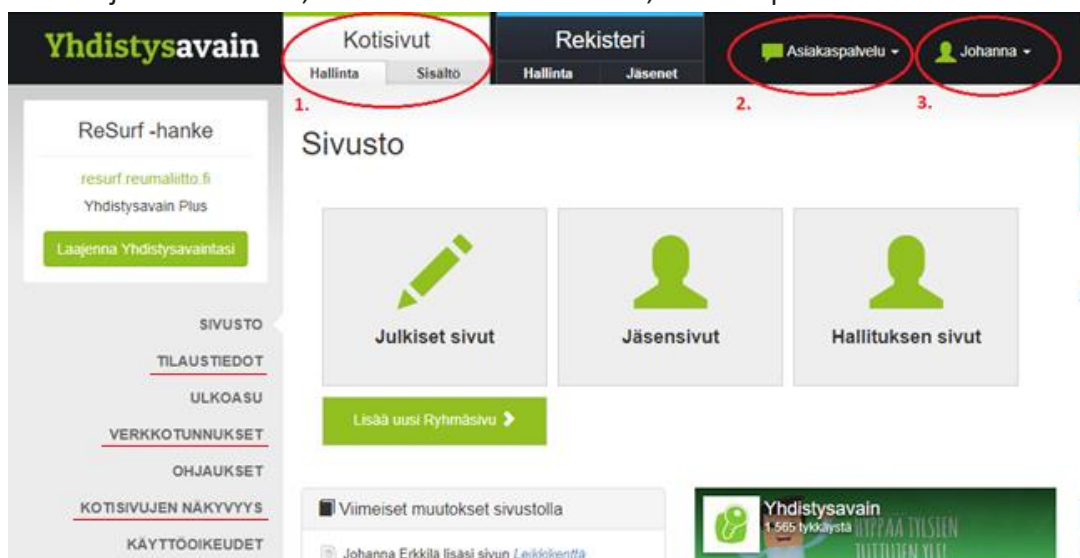 Yhdistysavain
Kotisivut
Hallinta Sisältö
Rekisteri
Hallinta Jäsenet
Asiakaspalvelu
Johanna
1.
2.
3.
ReSurf -hanke
resurf.reumaliitto.fi
Yhdistysavain Plus
Laajenna Yhdistysavaintasi
SIVUSTO
TILAUSTIEDOT
ULKOASU
VERKKOTUNNUKSET
OHJAUKSET
KOTISIVUJEN NÄKYVYYS
KÄYTTÖOIKEUDET
Sivusto
Julkiset sivut
Jäsensivut
Hallituksen sivut
Lisää uusi Ryhmäsivu
Viimeiset muutokset sivustolla
Johanna Erkkilä lisäsi sivun Leikkikenttä
Yhdistysavain
1 565 tykkäystä